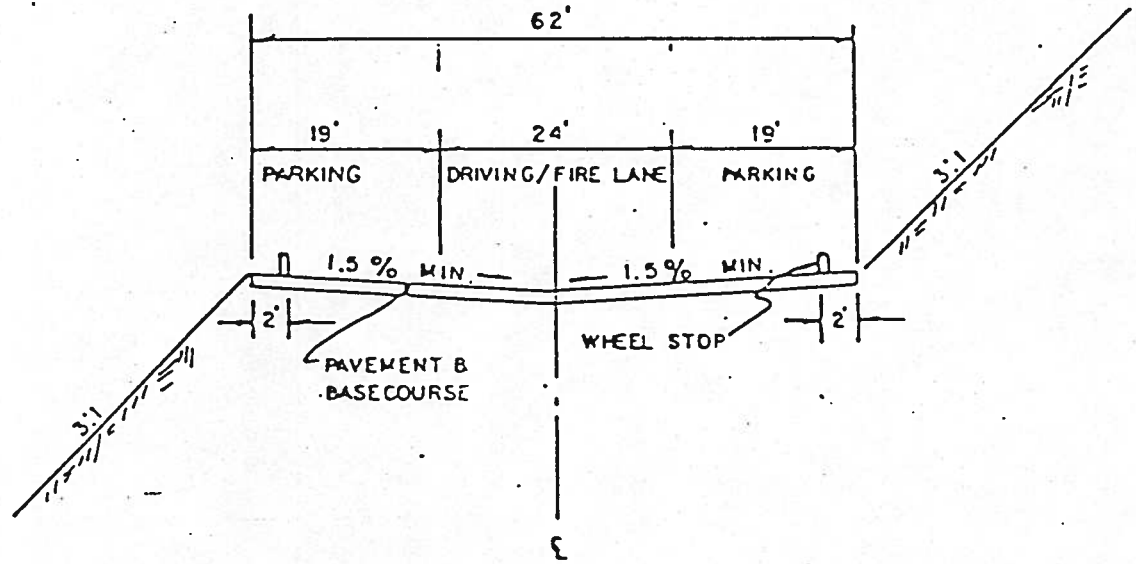 62'
19'
24'
19'
PARKING
DRIVING/FIRE LANE
PARKING
3:1
1.5% MIN.
1.5% MIN.
2'
2'
WHEEL STOP
PAVEMENT &
BASECOURSE
3:1
℄